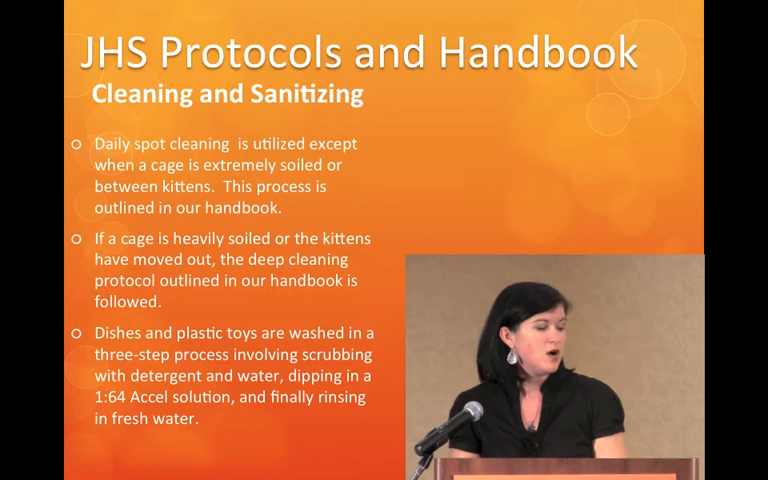 JHS Protocols and Handbook
Cleaning and Sanitizing
Daily spot cleaning  is utilized except
when a cage is extremely soiled or
between kittens.  This process is
outlined in our handbook.
If a cage is heavily soiled or the kittens
have moved out, the deep cleaning
protocol outlined in our handbook is
followed.
Dishes and plastic toys are washed in a
three-step process involving scrubbing
with detergent and water, dipping in a
1:64 Accel solution, and finally rinsing
in fresh water.